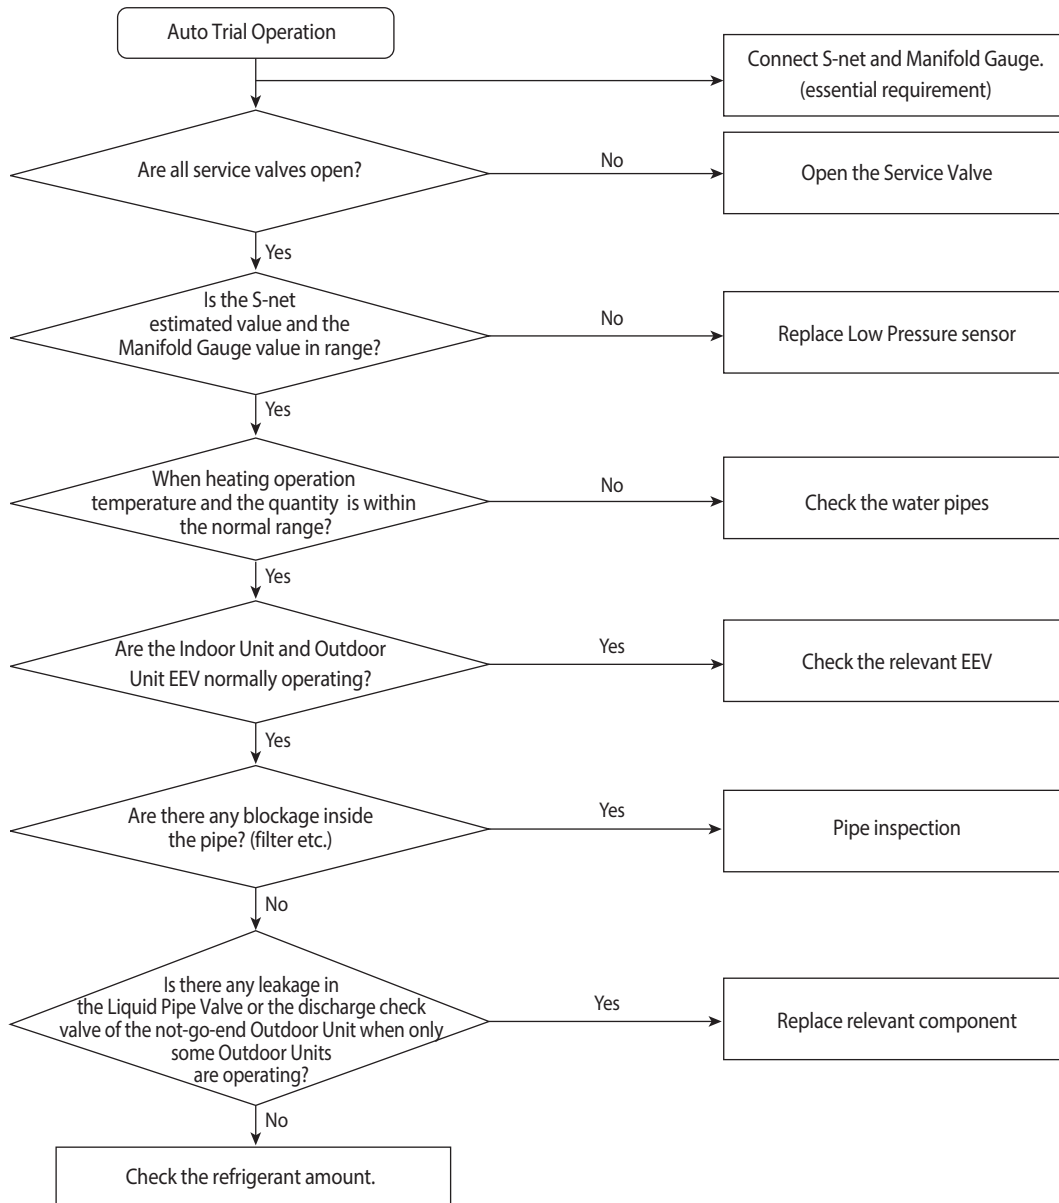 Auto Trial Operation
Connect S-net and Manifold Gauge.
(essential requirement)
Are all service valves open?
No
Open the Service Valve
Yes
Is the S-net
estimated value and the
Manifold Gauge value in range?
No
Replace Low Pressure sensor
Yes
When heating operation
temperature and the quantity is within
the normal range?
No
Check the water pipes
Yes
Are the Indoor Unit and Outdoor
Unit EEV normally operating?
Yes
Check the relevant EEV
Yes
Are there any blockage inside
the pipe? (filter etc.)
Yes
Pipe inspection
No
Is there any leakage in
the Liquid Pipe Valve or the discharge check
valve of the not-go-end Outdoor Unit when only
some Outdoor Units
are operating?
Yes
Replace relevant component
No
Check the refrigerant amount.